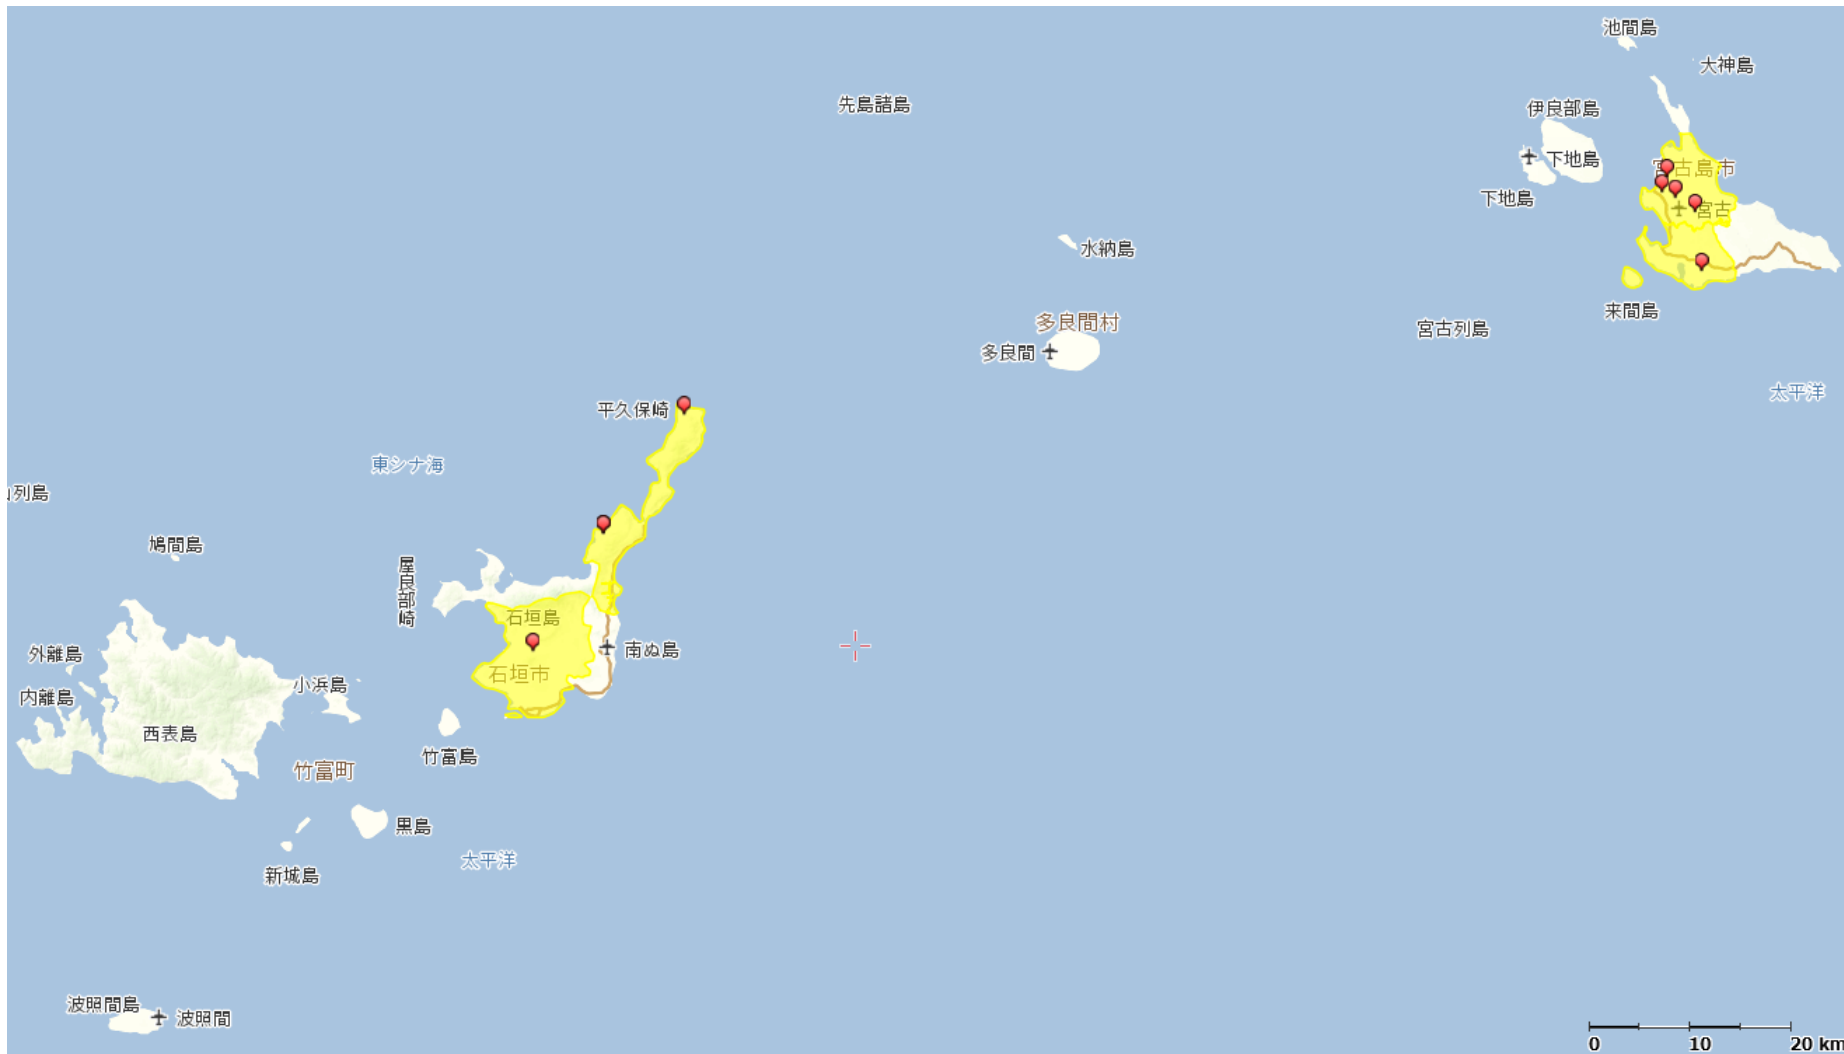 池間島
大神島
先島諸島
伊良部島
下地島
宮古島市
下地島
宮古
水納島
来間島
多良間村
宮古列島
多良間
太平洋
平久保崎
東シナ海
列島
鳩間島
屋良部崎
石垣島
外離島
南ぬ島
石垣市
小浜島
内離島
西表島
竹富島
竹富町
黒島
太平洋
新城島
波照間島
波照間
0 10 20 km